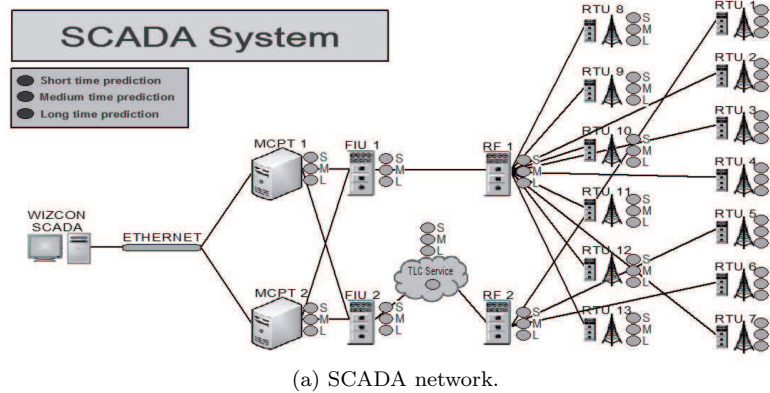 SCADA System
Short time prediction
Medium time prediction
Long time prediction
WIZCON
SCADA
ETHERNET
MCPT 1
S
M
L
MCPT 2
S
M
L
FIU 1
S
M
L
FIU 2
S
M
L
S
M
L
TLC Service
RF 1
S
M
L
RF 2
S
M
L
RTU 8
S
M
L
RTU 9
S
M
L
RTU 10
S
M
L
RTU 11
S
M
L
RTU 12
S
M
L
RTU 13
S
M
L
RTU 1
RTU 2
RTU 3
RTU 4
RTU 5
RTU 6
RTU 7
(a) SCADA network.